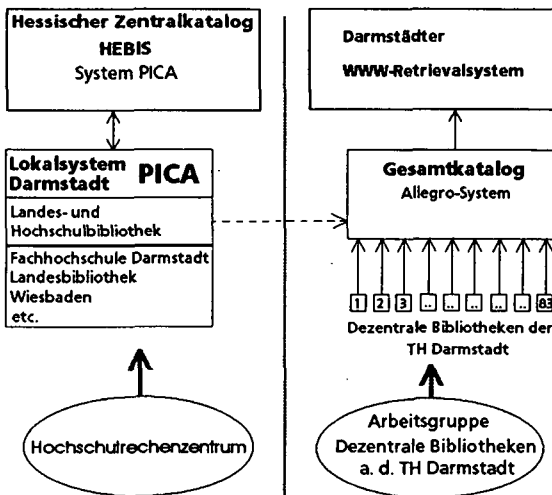 Hessischer Zentralkatalog
HEBIS
System PICA
Lokalsystem
Darmstadt PICA
Landes- und
Hochschulbibliothek
Fachhochschule Darmstadt
Landesbibliothek
Wiesbaden
etc.
Hochschulrechenzentrum
Darmstädter
WWW-Retrievalsystem
Gesamtkatalog
Allegro-System
1 2 3 .. .. .. .. .. 83
Dezentrale Bibliotheken der
TH Darmstadt
Arbeitsgruppe
Dezentrale Bibliotheken
a. d. TH Darmstadt